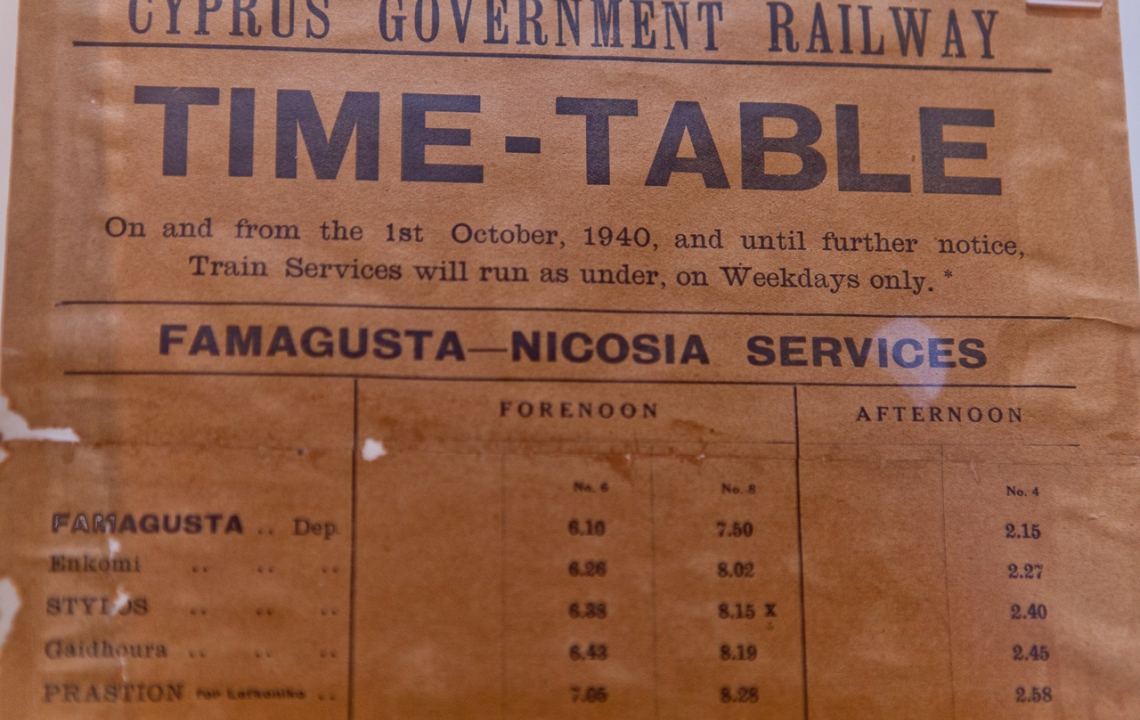 CYPRUS GOVERNMENT RAILWAY
TIME-TABLE
On and from the 1st October, 1940, and until further notice,
Train Services will run as under, on Weekdays only. *
FAMAGUSTA—NICOSIA SERVICES
FORENOON AFTERNOON
No. 6 No. 8 No. 4
FAMAGUSTA .. Dep. 6.10 7.50 2.15
Enkomi .. .. .. 6.26 8.02 2.27
STYLOS .. .. .. 6.38 8.15 x 2.40
Gaidhoura .. .. .. 6.43 8.19 2.45
PRASTION for Lefkoniko .. 7.05 8.28 2.58